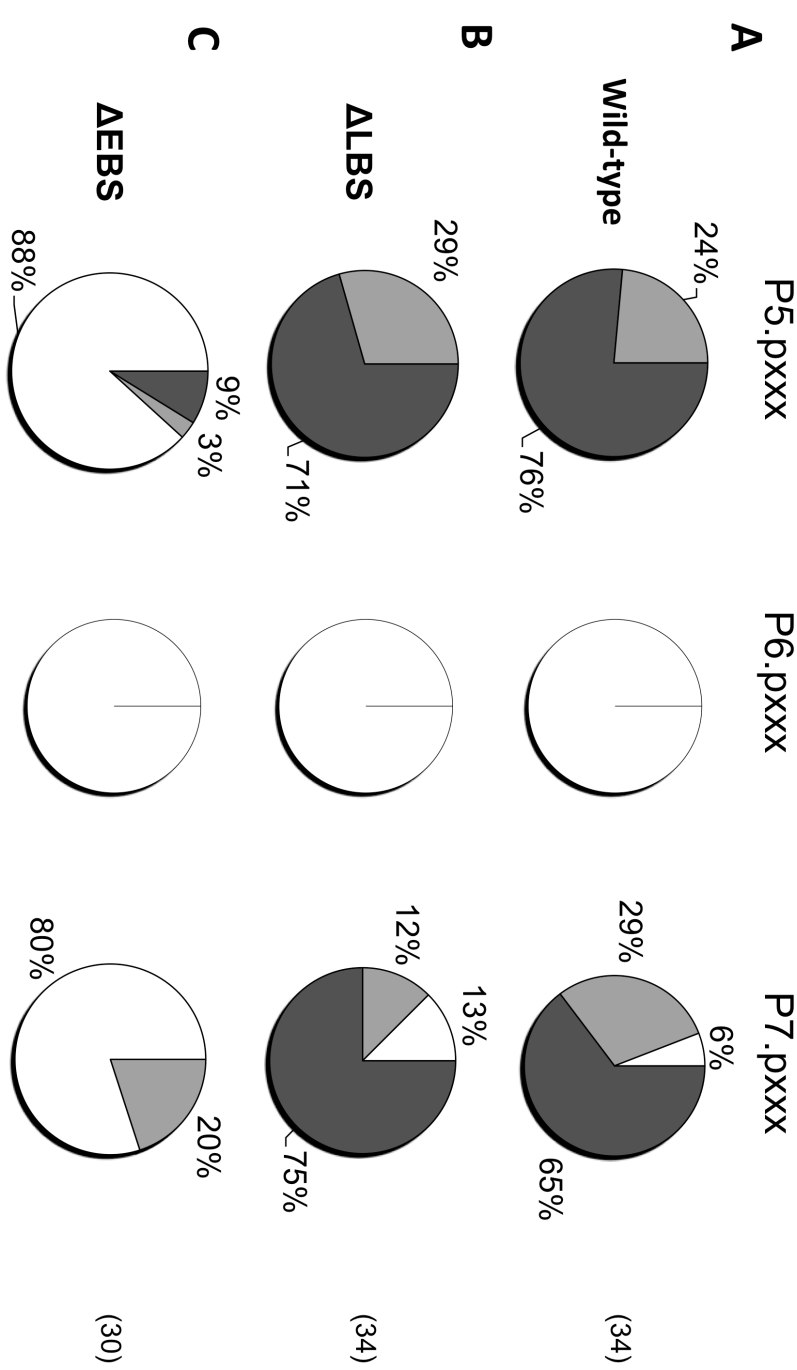 P5.pxxx P6.pxxx P7.pxxx
A
Wild-type
24%
76%
29%
6%
65%
(34)
B
ΔLBS
29%
71%
12%
13%
75%
(34)
C
ΔEBS
88%
9%
3%
80%
20%
(30)